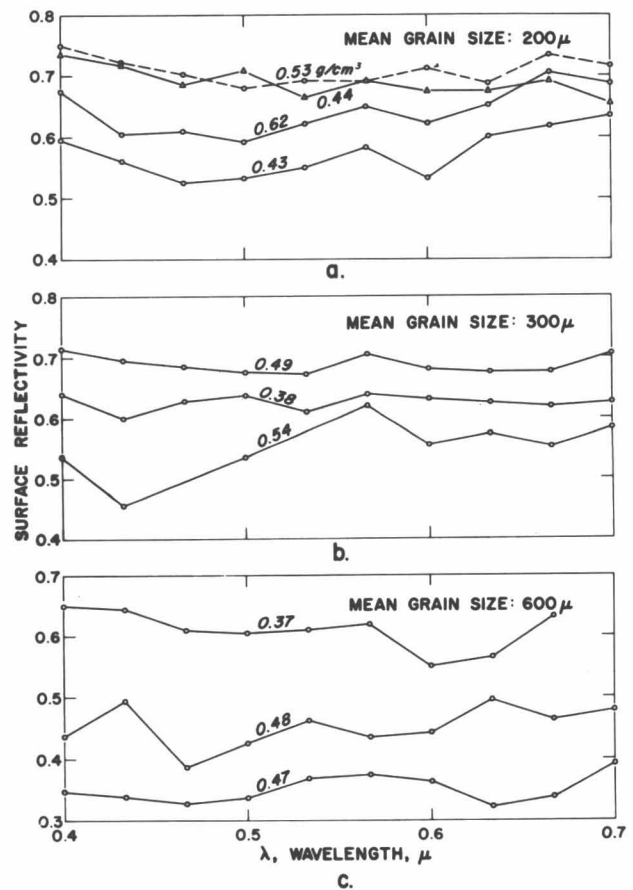 0.8
MEAN GRAIN SIZE: 200μ
0.7
0.53 g/cm³
0.44
0.6
0.62
0.43
0.5
0.4
a.
0.8
MEAN GRAIN SIZE: 300μ
0.7
0.49
0.38
0.6
0.54
0.5
0.4
b.
SURFACE REFLECTIVITY
0.7
MEAN GRAIN SIZE: 600μ
0.37
0.6
0.5
0.48
0.4
0.47
0.3
0.4 0.5 0.6 0.7
λ, WAVELENGTH, μ
c.